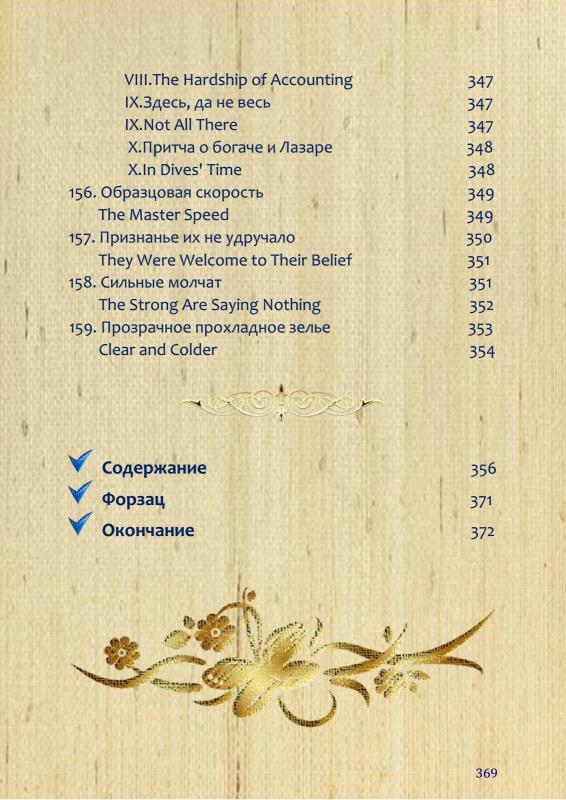 VIII.The Hardship of Accounting 347
IX.Здесь, да не весь 347
IX.Not All There 347
X.Притча о богаче и Лазаре 348
X.In Dives' Time 348
156. Образцовая скорость 349
The Master Speed 349
157. Признанье их не удручало 350
They Were Welcome to Their Belief 351
158. Сильные молчат 351
The Strong Are Saying Nothing 352
159. Прозрачное прохладное зелье 353
Clear and Colder 354
Содержание 356
Форзац 371
Окончание 372
369